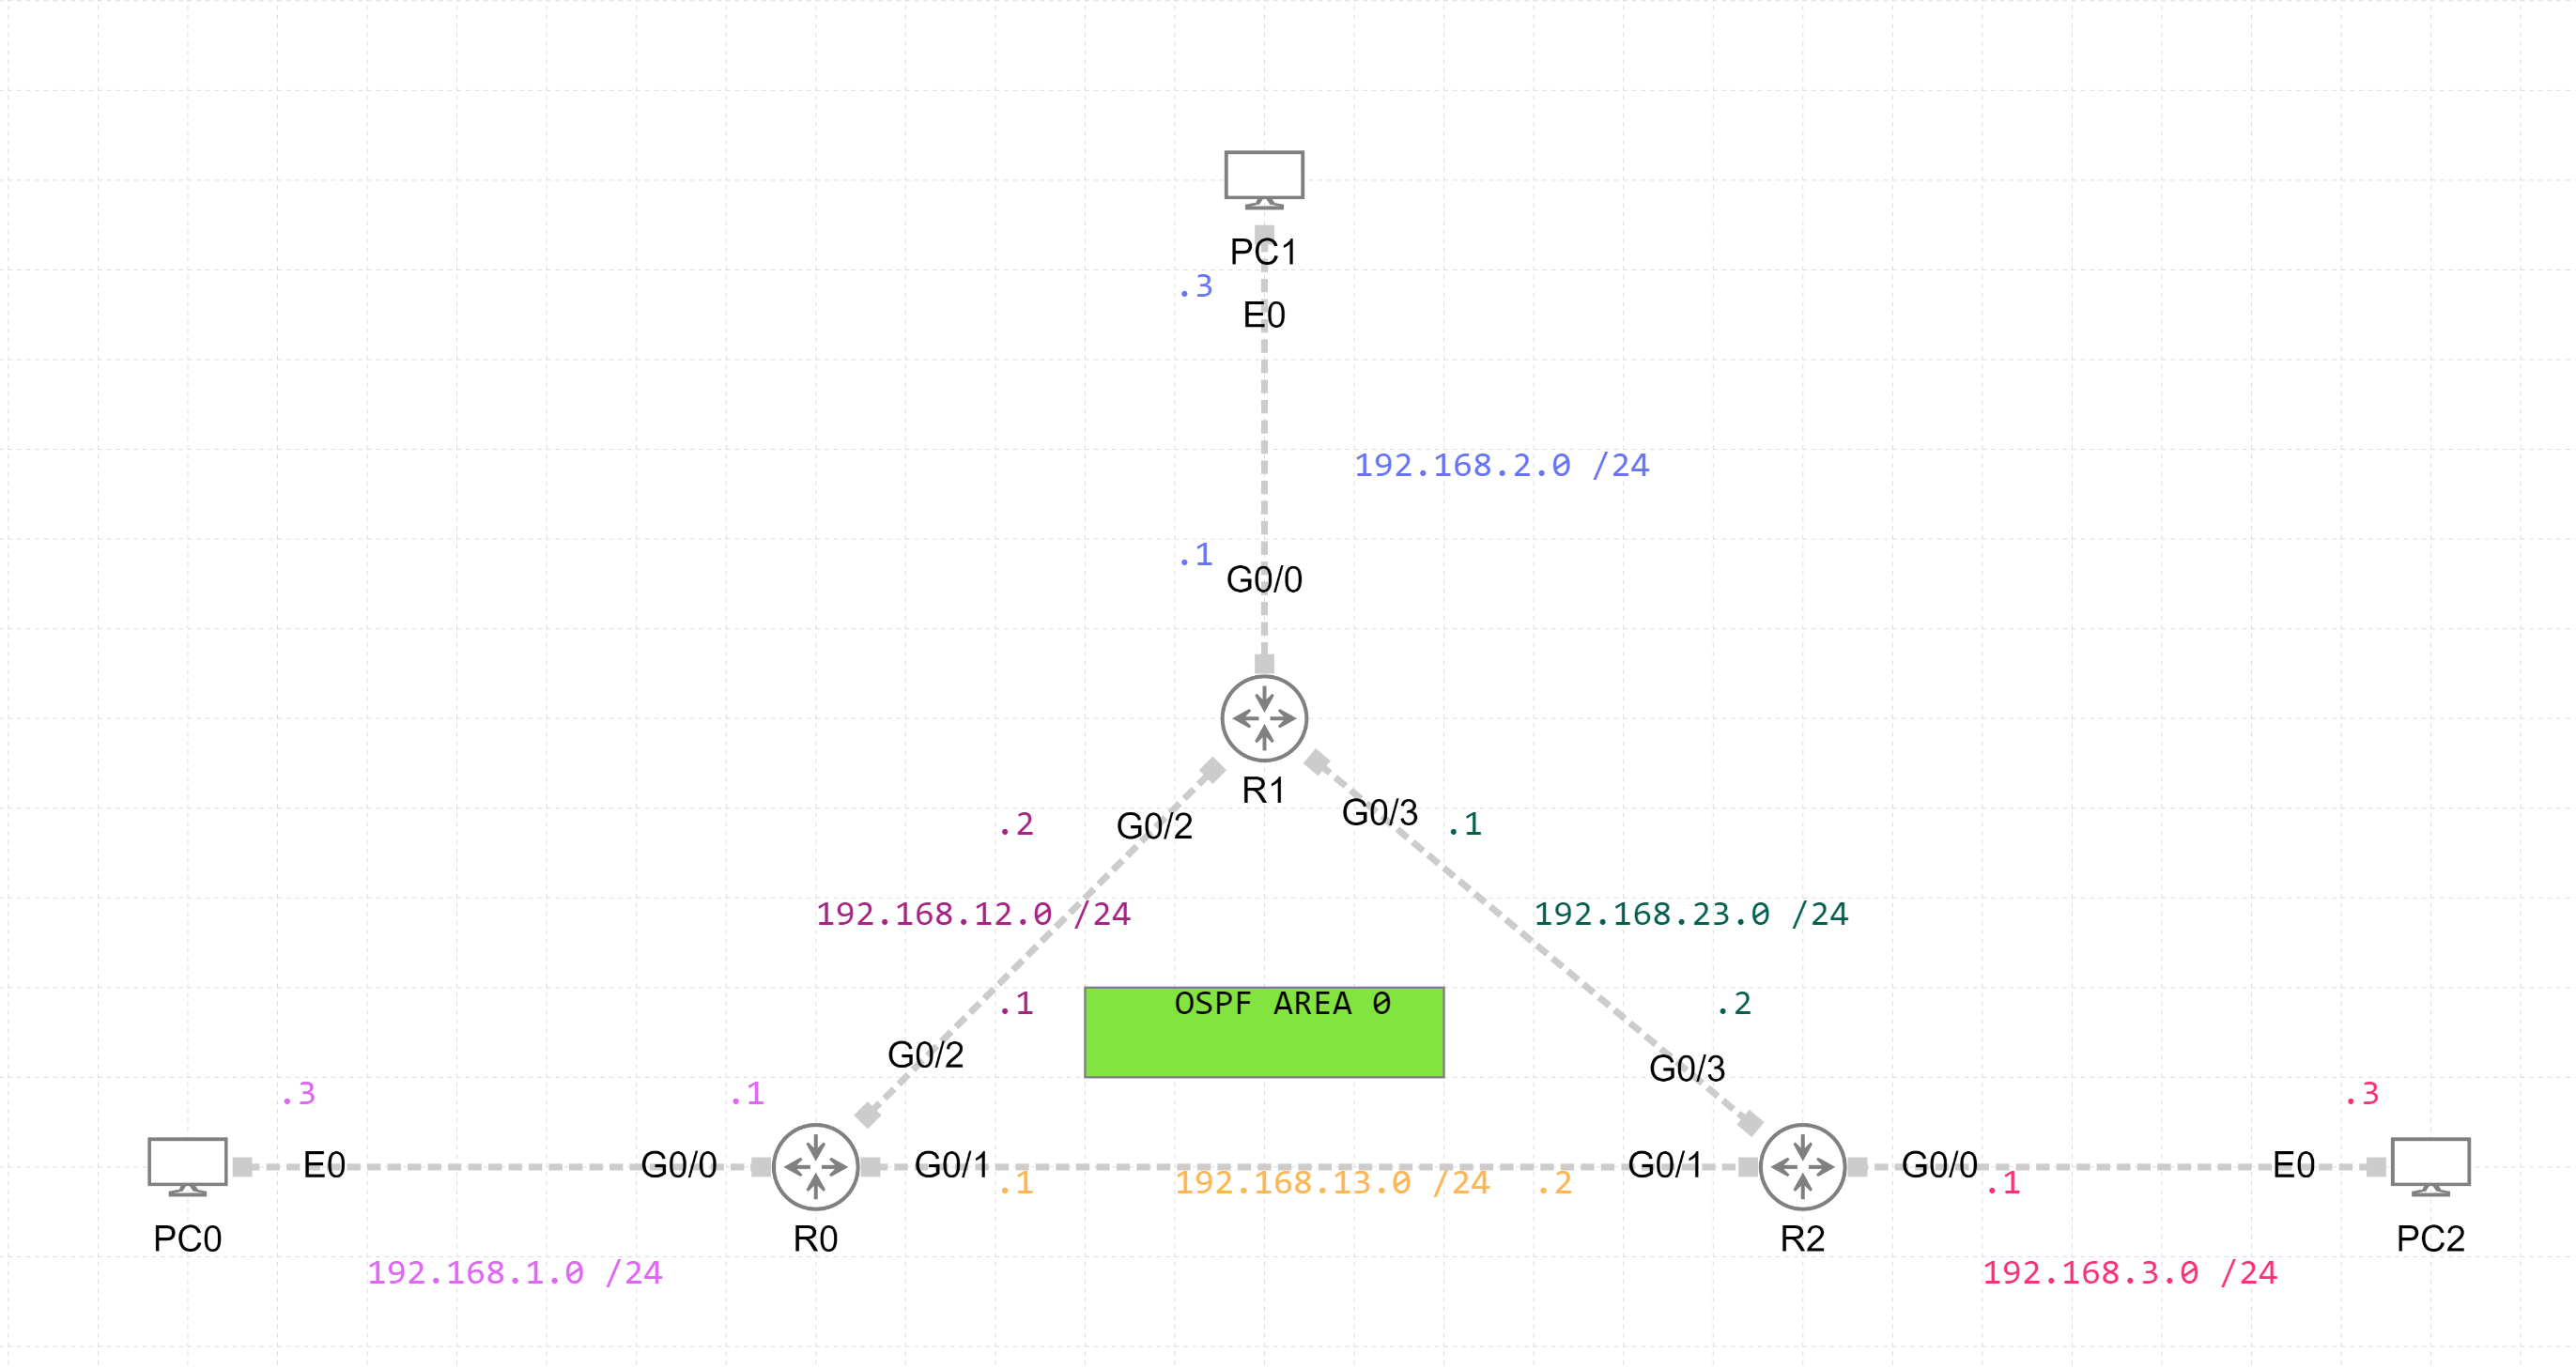 PC1
.3
E0
192.168.2.0 /24
.1
G0/0
R1
.2
G0/2
G0/3
.1
192.168.12.0 /24
192.168.23.0 /24
.1
OSPF AREA 0
.2
G0/2
G0/3
.3
.1
.3
E0
G0/0
G0/1
.1
192.168.13.0 /24
.2
G0/1
G0/0
.1
E0
PC0
R0
R2
PC2
192.168.1.0 /24
192.168.3.0 /24